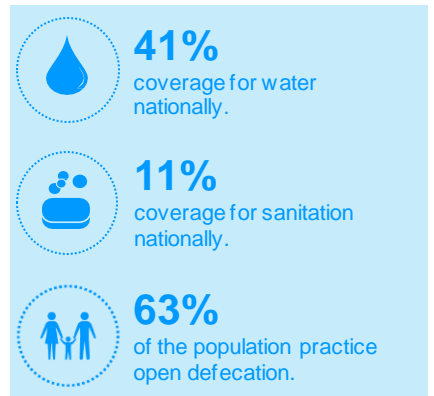 41%
coverage for water
nationally.
11%
coverage for sanitation
nationally.
63%
of the population practice
open defecation.